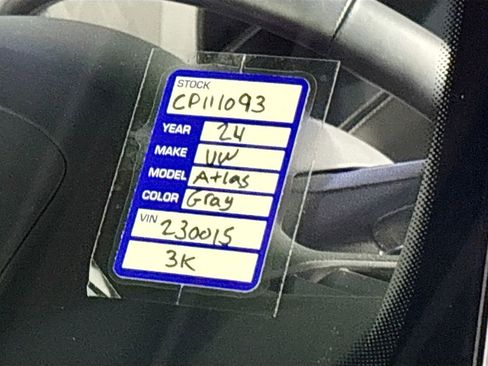 STOCK
CP111093
YEAR 24
MAKE VW
MODEL Atlas
COLOR Gray
VIN 230015
3K